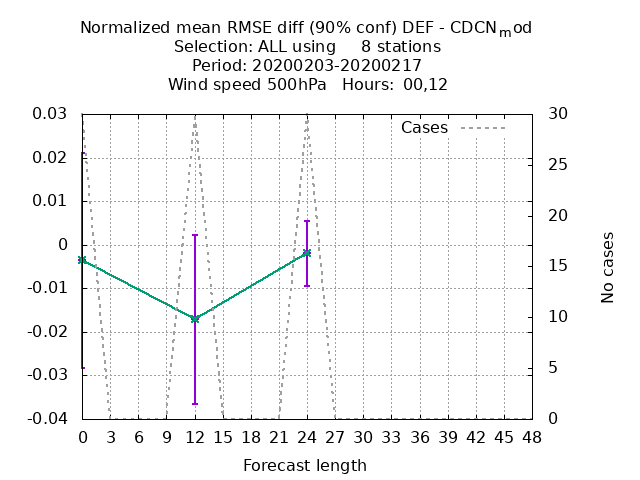 Normalized mean RMSE diff (90% conf) DEF - CDCNmod
Selection: ALL using     8 stations
Period: 20200203-20200217
Wind speed 500hPa   Hours: 00,12
Cases
0.03
0.02
0.01
0
-0.01
-0.02
-0.03
-0.04
30
25
20
15
10
5
0
No cases
0 3 6 9 12 15 18 21 24 27 30 33 36 39 42 45 48
Forecast length